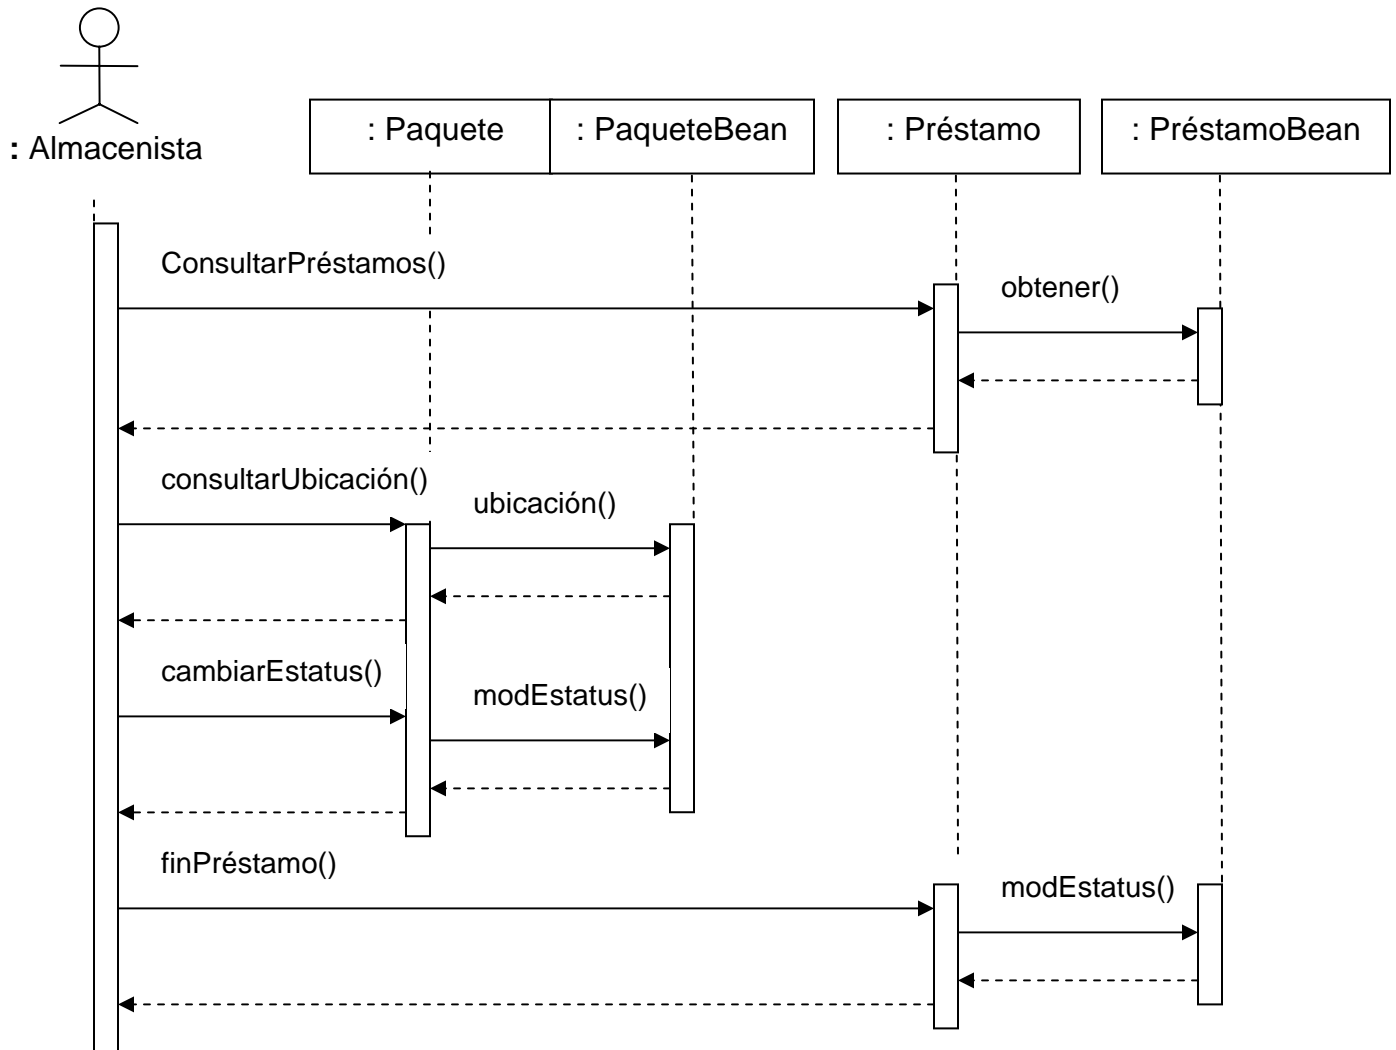 : Almacenista
: Paquete
: PaqueteBean
: Préstamo
: PréstamoBean
ConsultarPréstamos()
obtener()
consultarUbicación()
ubicación()
cambiarEstatus()
modEstatus()
finPréstamo()
modEstatus()